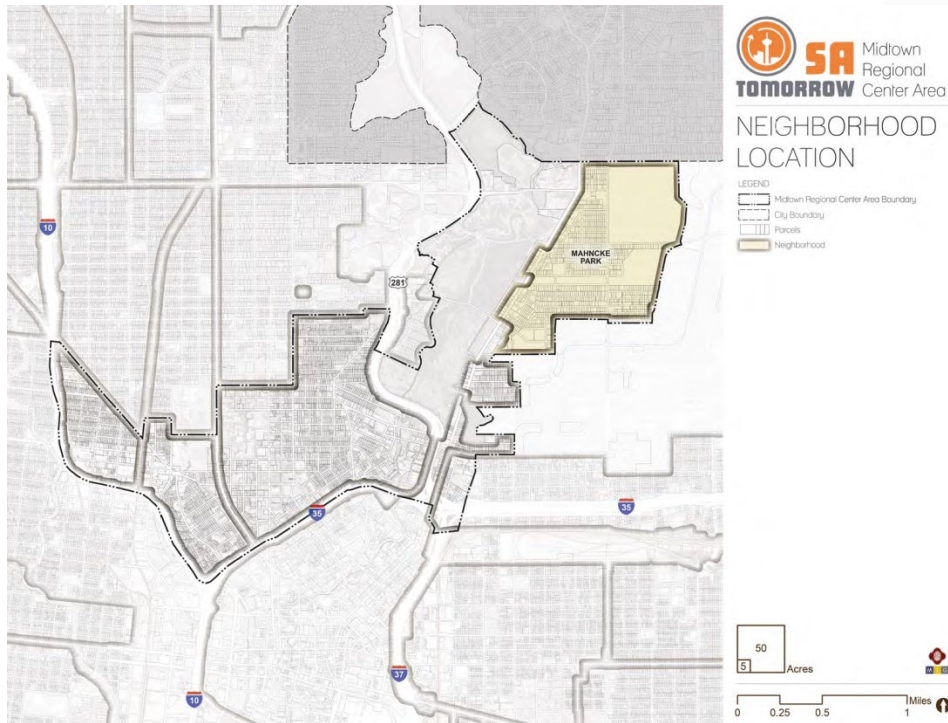 SA
TOMORROW
Midtown
Regional
Center Area
NEIGHBORHOOD
LOCATION
LEGEND
Midtown Regional Center Area Boundary
City Boundary
Parcels
Neighborhood
10
281
MAHNCKE
PARK
35
35
37
10
50
5
Acres
Miles
0 0.25 0.5 1